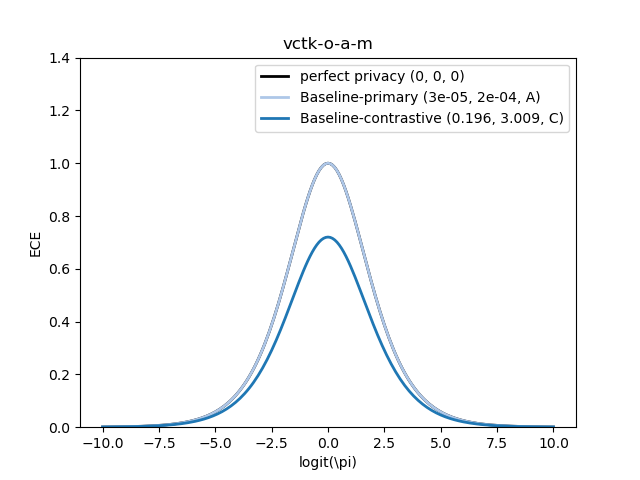 vctk-o-a-m
perfect privacy (0, 0, 0)
Baseline-primary (3e-05, 2e-04, A)
Baseline-contrastive (0.196, 3.009, C)
1.4
1.2
1.0
0.8
0.6
0.4
0.2
0.0
ECE
−10.0 −7.5 −5.0 −2.5 0.0 2.5 5.0 7.5 10.0
logit(\pi)